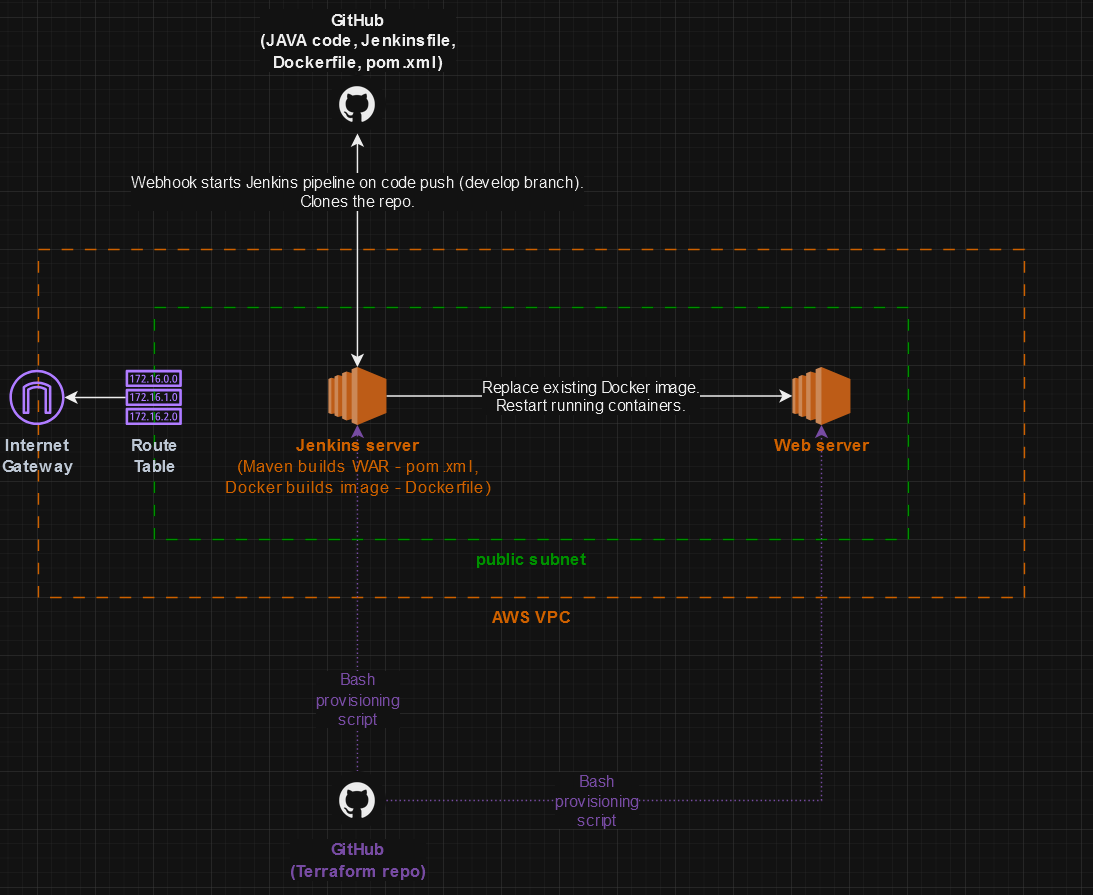 GitHub
(JAVA code, Jenkinsfile,
Dockerfile, pom.xml)
Webhook starts Jenkins pipeline on code push (develop branch).
Clones the repo.
172.16.0.0
172.16.1.0
172.16.2.0
Internet
Gateway
Route
Table
Replace existing Docker image.
Restart running containers.
Jenkins server
(Maven builds WAR - pom.xml,
Docker builds image - Dockerfile)
Web server
public subnet
AWS VPC
Bash
provisioning
script
Bash
provisioning
script
GitHub
(Terraform repo)